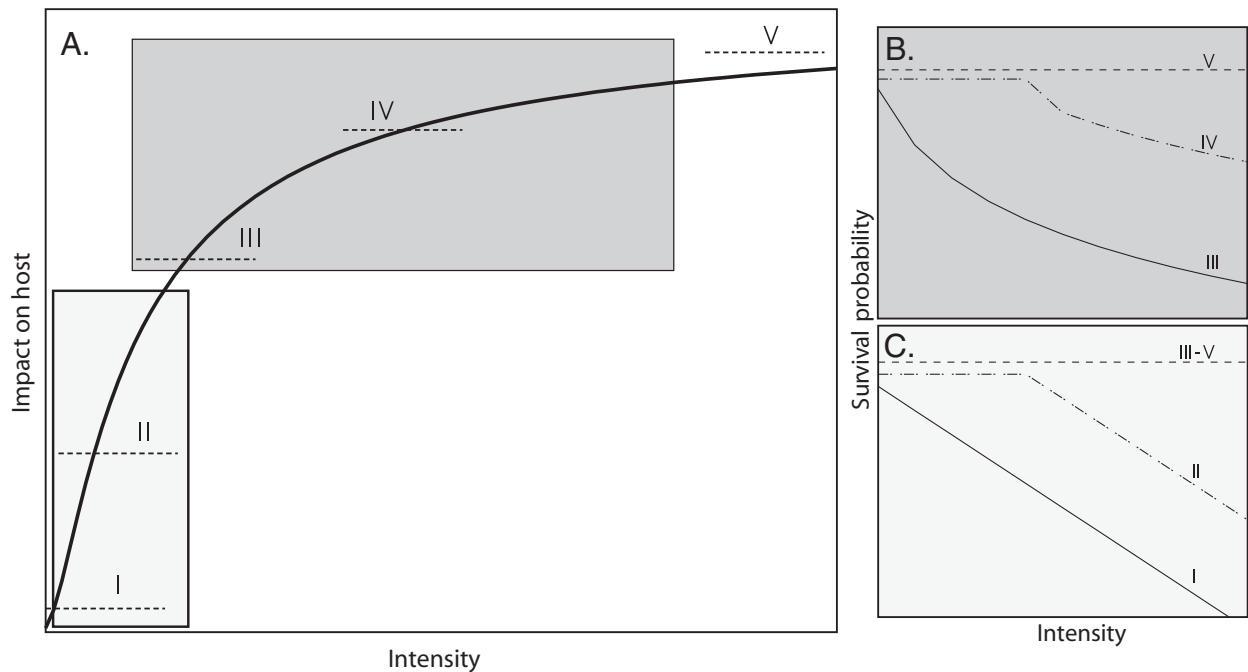 A.
V
IV
III
II
I
Impact on host
Intensity
B.
V
IV
III
C.
III-V
II
I
Survival probability
Intensity